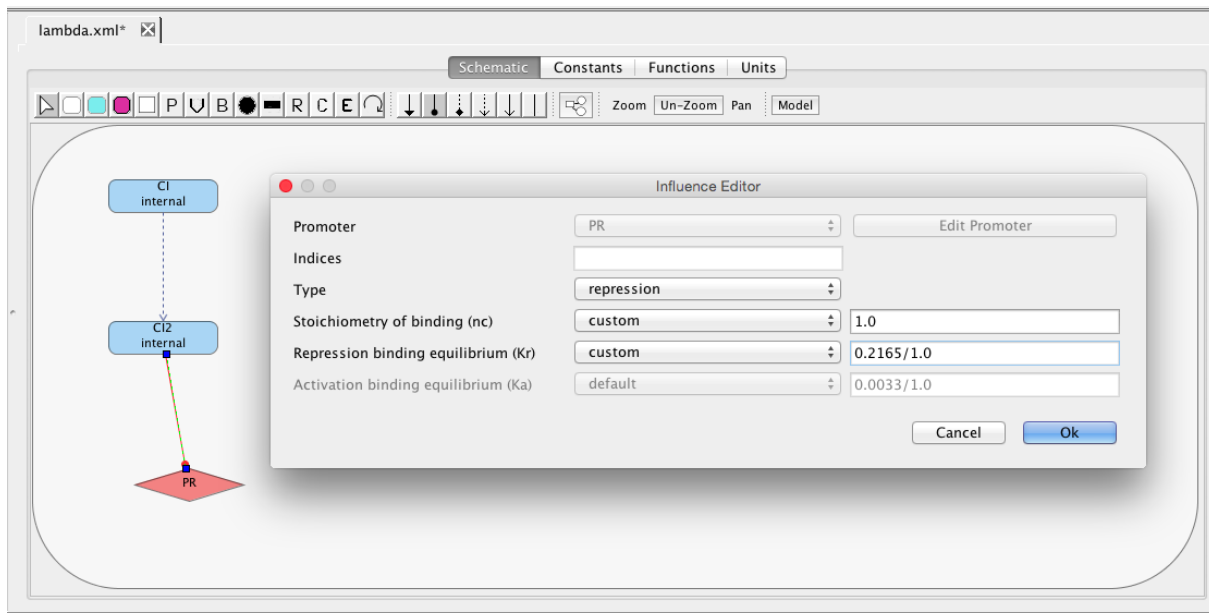 lambda.xml*
Schematic Constants Functions Units
P V B R C E Zoom Un-Zoom Pan Model
CI
internal
CI2
internal
PR
Influence Editor
Promoter PR Edit Promoter
Indices
Type repression
Stoichiometry of binding (nc) custom 1.0
Repression binding equilibrium (Kr) custom 0.2165/1.0
Activation binding equilibrium (Ka) default 0.0033/1.0
Cancel Ok